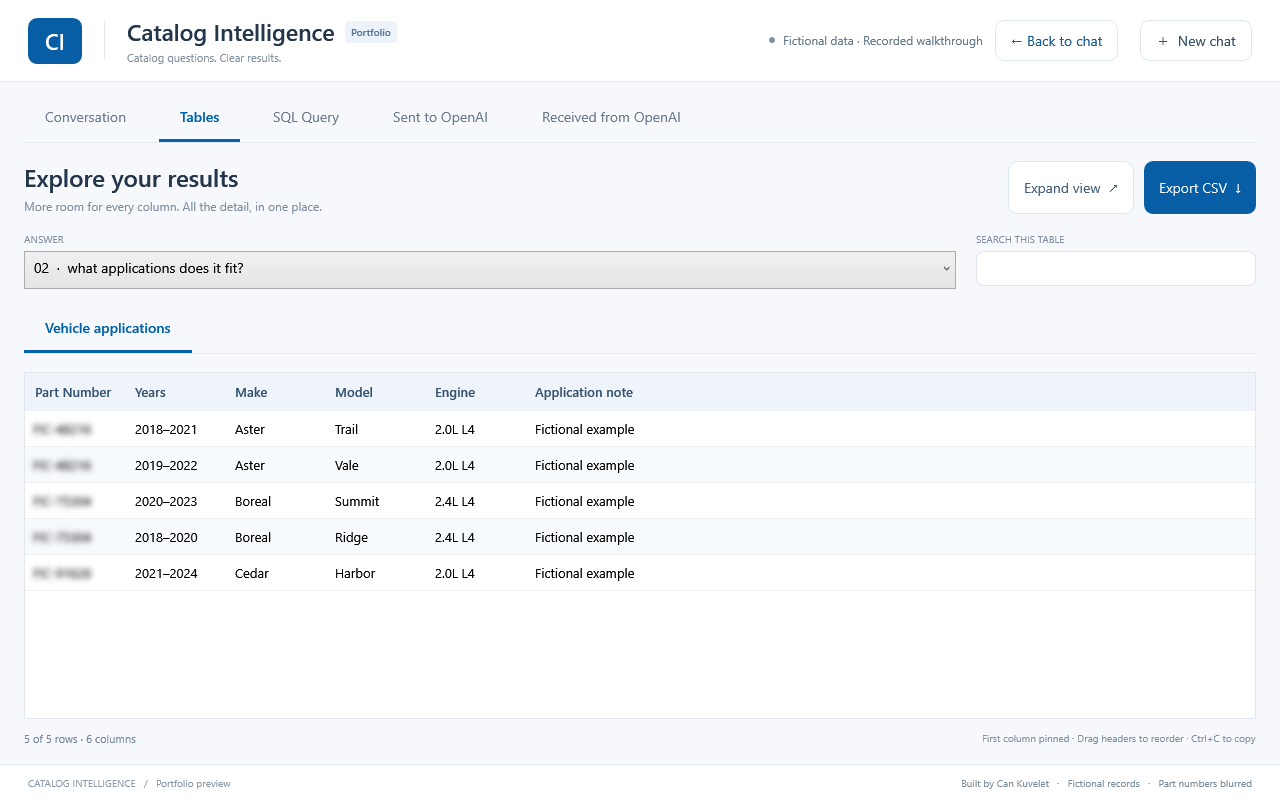 CI
Catalog Intelligence Portfolio
Catalog questions. Clear results.
Fictional data · Recorded walkthrough
← Back to chat
+ New chat
Conversation Tables SQL Query Sent to OpenAI Received from OpenAI
Explore your results
More room for every column. All the detail, in one place.
Expand view ↗
Export CSV ↓
ANSWER
02 · what applications does it fit?
SEARCH THIS TABLE
Vehicle applications
Part Number Years Make Model Engine Application note
2018–2021 Aster Trail 2.0L L4 Fictional example
2019–2022 Aster Vale 2.0L L4 Fictional example
2020–2023 Boreal Summit 2.4L L4 Fictional example
2018–2020 Boreal Ridge 2.4L L4 Fictional example
2021–2024 Cedar Harbor 2.0L L4 Fictional example
5 of 5 rows · 6 columns
First column pinned · Drag headers to reorder · Ctrl+C to copy
CATALOG INTELLIGENCE / Portfolio preview
Built by Can Kuvelet · Fictional records · Part numbers blurred